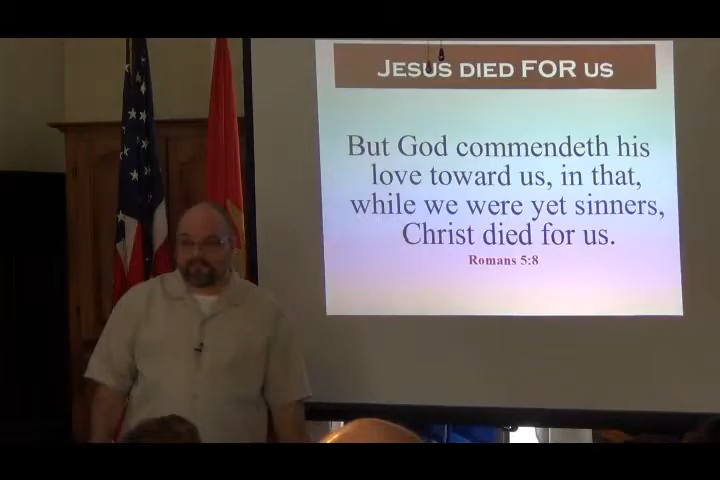 JESUS DIED FOR US
But God commendeth his
love toward us, in that,
while we were yet sinners,
Christ died for us.
Romans 5:8